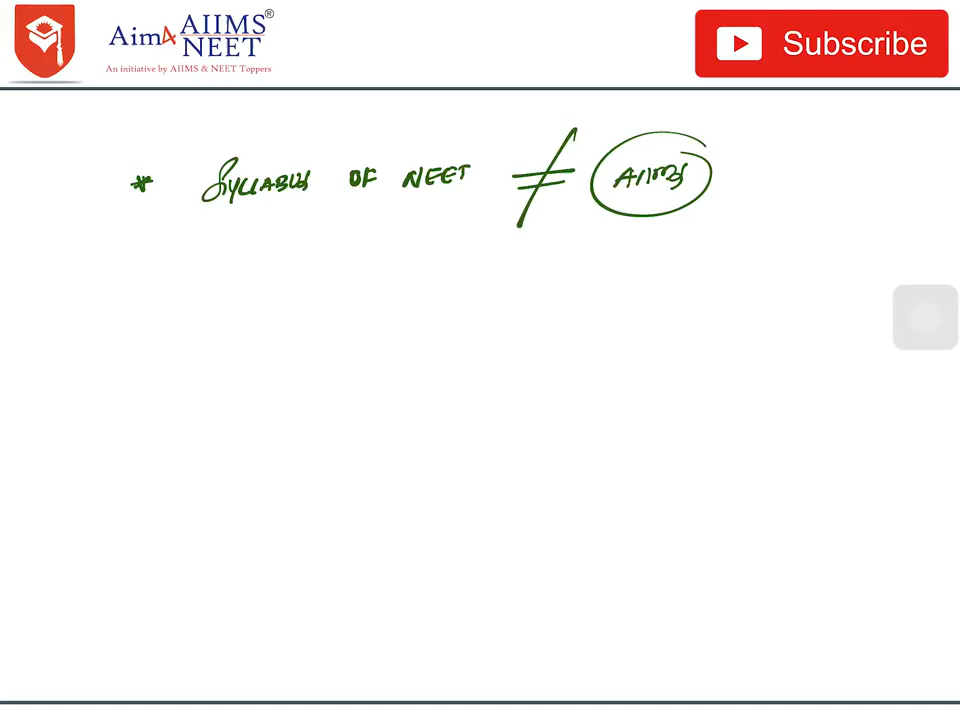 Aim4 AIIMS®
NEET
An initiative by AIIMS & NEET Toppers
Subscribe
* SYLLABUS OF NEET ≠ AIIMS